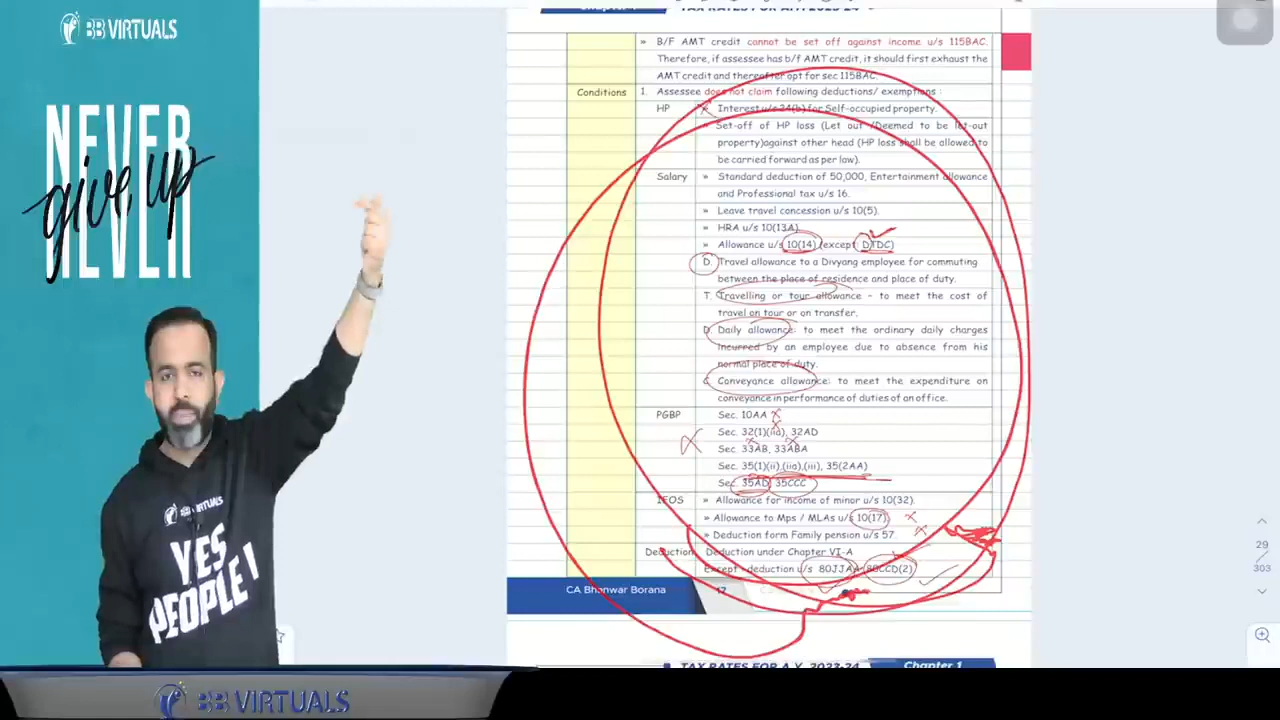 BB VIRTUALS
NEVER
give up
NEVER
BB VIRTUALS
YES
PEOPLE!
BB VIRTUALS
TAX RATES FOR A.Y. 2023-24
» B/F AMT credit cannot be set off against income u/s 115BAC.
Therefore, if assessee has b/f AMT credit, it should first exhaust the
AMT credit and thereafter opt for sec 115BAC.
Conditions
1. Assessee does not claim following deductions/ exemptions :
HP
» Interest u/s 24(b) for Self-occupied property.
» Set-off of HP loss (Let out /Deemed to be let-out
property)against other head (HP loss shall be allowed to
be carried forward as per law).
Salary
» Standard deduction of 50,000, Entertainment allowance
and Professional tax u/s 16.
» Leave travel concession u/s 10(5).
» HRA u/s 10(13A)
» Allowance u/s 10(14) (except DTDC)
D. Travel allowance to a Divyang employee for commuting
between the place of residence and place of duty.
T. Travelling or tour allowance - to meet the cost of
travel on tour or on transfer.
D. Daily allowance: to meet the ordinary daily charges
incurred by an employee due to absence from his
normal place of duty.
C. Conveyance allowance: to meet the expenditure on
conveyance in performance of duties of an office.
PGBP
Sec. 10AA
Sec. 32(1)(iia), 32AD
Sec. 33AB, 33ABA
Sec. 35(1)(ii),(iia),(iii), 35(2AA)
Sec. 35AD, 35CCC
IFOS
» Allowance for income of minor u/s 10(32).
» Allowance to Mps / MLAs u/s 10(17)
» Deduction form Family pension u/s 57.
Deduction
Deduction under Chapter VI-A
Except - deduction u/s 80JJAA, 80CCD(2)
CA Bhanwar Borana
12
TAX RATES FOR A.Y. 2023-24
Chapter 1
29
303